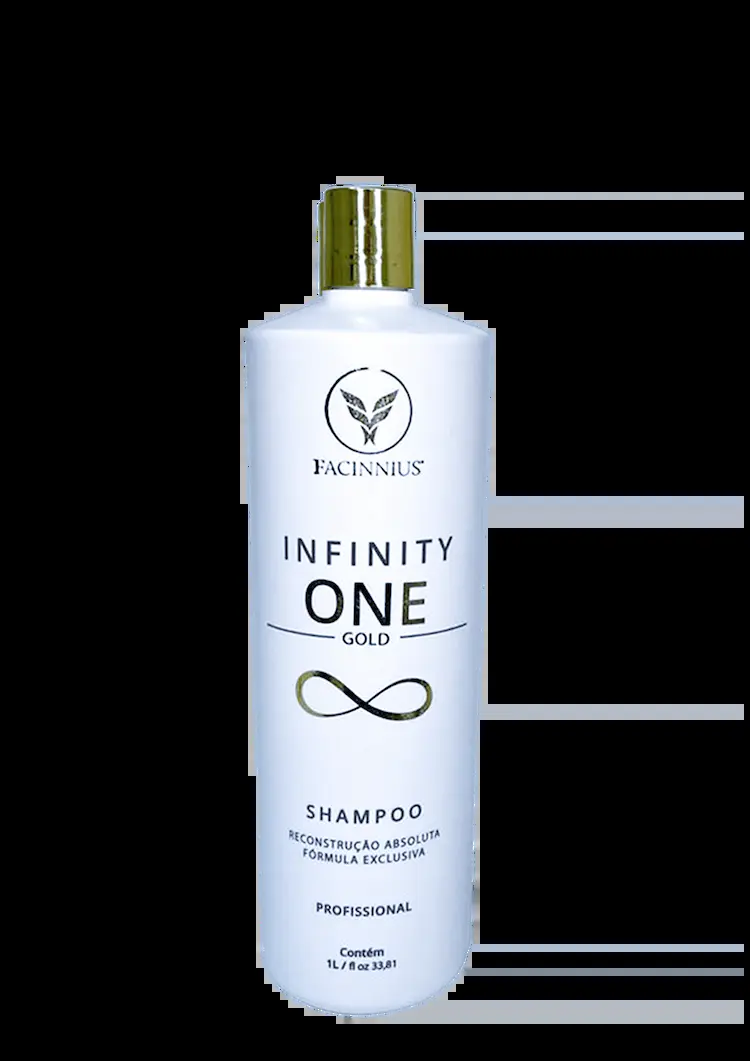 FACINNIUS
INFINITY
ONE
GOLD
SHAMPOO
RECONSTRUÇÃO ABSOLUTA
FÓRMULA EXCLUSIVA
PROFISSIONAL
Contém
1L / fl oz 33,81